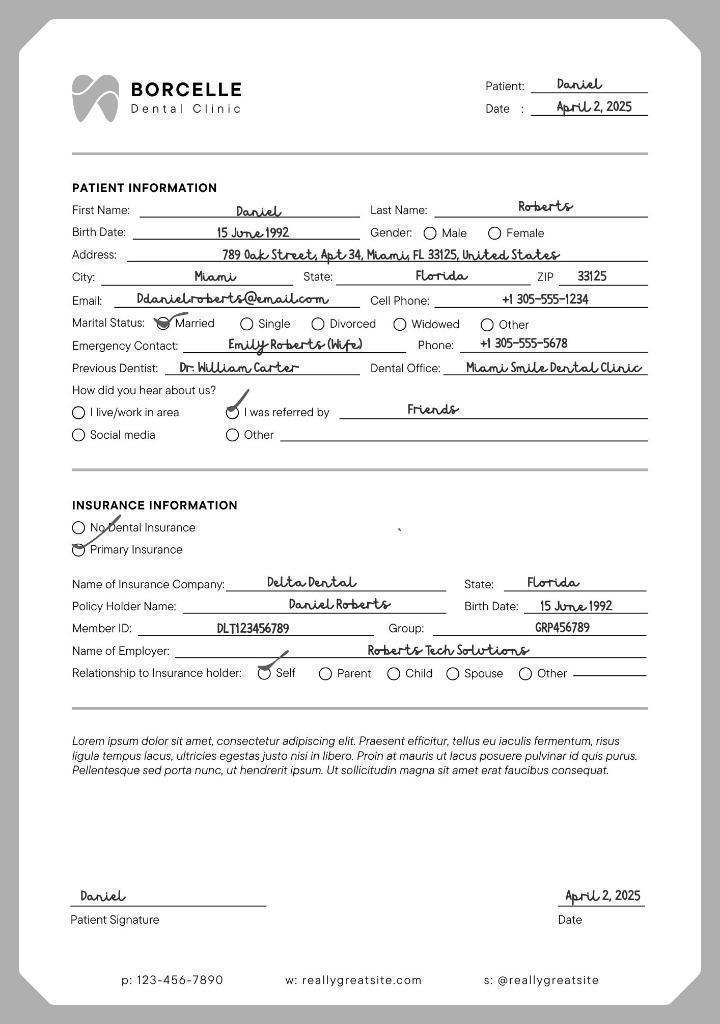 BORCELLE
Dental Clinic
Patient: Daniel
Date : April 2, 2025
PATIENT INFORMATION
First Name: Daniel Last Name: Roberts
Birth Date: 15 June 1992 Gender: Male Female
Address: 789 Oak Street, Apt 34, Miami, FL 33125, United States
City: Miami State: Florida ZIP 33125
Email: Ddanielroberts@email.com Cell Phone: +1 305-555-1234
Marital Status: Married Single Divorced Widowed Other
Emergency Contact: Emily Roberts (Wife) Phone: +1 305-555-5678
Previous Dentist: Dr. William Carter Dental Office: Miami Smile Dental Clinic
How did you hear about us?
I live/work in area I was referred by Friends
Social media Other
INSURANCE INFORMATION
No Dental Insurance
Primary Insurance
Name of Insurance Company: Delta Dental State: Florida
Policy Holder Name: Daniel Roberts Birth Date: 15 June 1992
Member ID: DLT123456789 Group: GRP456789
Name of Employer: Roberts Tech Solutions
Relationship to Insurance holder: Self Parent Child Spouse Other
Lorem ipsum dolor sit amet, consectetur adipiscing elit. Praesent efficitur, tellus eu iaculis fermentum, risus
ligula tempus lacus, ultricies egestas justo nisi in libero. Proin at mauris ut lacus posuere pulvinar id quis purus.
Pellentesque sed porta nunc, ut hendrerit ipsum. Ut sollicitudin magna sit amet erat faucibus consequat.
Daniel April 2, 2025
Patient Signature Date
p: 123-456-7890 w: reallygreatsite.com s: @reallygreatsite